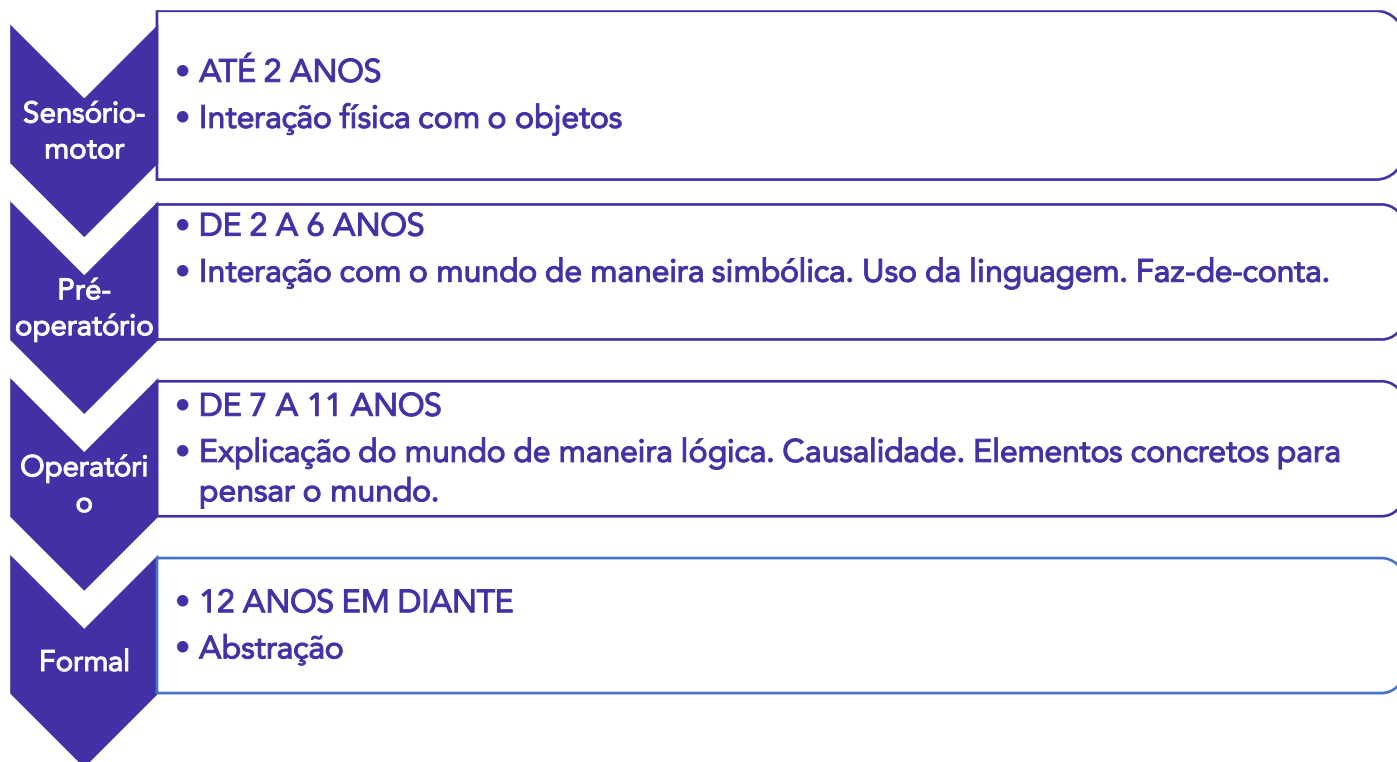 Sensório-
motor
• ATÉ 2 ANOS
• Interação física com o objetos
Pré-
operatório
• DE 2 A 6 ANOS
• Interação com o mundo de maneira simbólica. Uso da linguagem. Faz-de-conta.
Operatóri
o
• DE 7 A 11 ANOS
• Explicação do mundo de maneira lógica. Causalidade. Elementos concretos para
pensar o mundo.
Formal
• 12 ANOS EM DIANTE
• Abstração